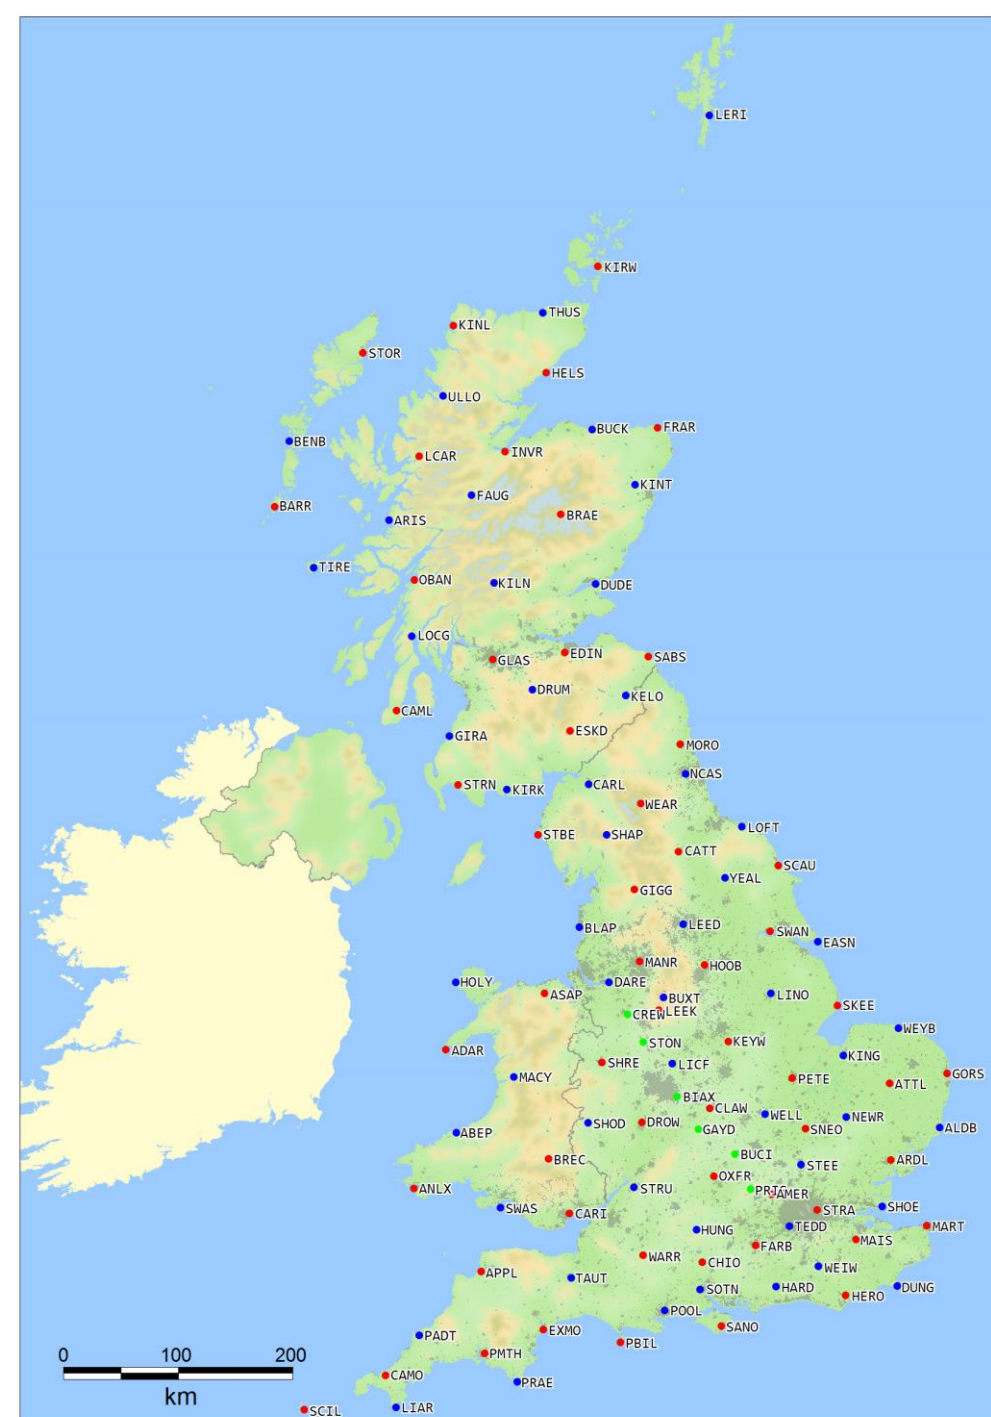 LERI
KIRW
THUS
KINL
STOR
HELS
ULLO
BUCK
FRAR
BENB
INVR
LCAR
KINT
FAUG
BARR
BRAE
ARIS
TIRE
OBAN
KILN
DUDE
LOCG
EDIN
SABS
GLAS
DRUM
KELO
CAML
ESKD
GIRA
MORO
NCAS
STRN
CARL
KIRK
WEAR
LOFT
STBE
SHAP
CATT
SCAU
YEAL
GIGG
LEED
BLAP
SWAN
EASN
MANR
HOOB
HOLY
DARE
ASAP
BUXT
LINO
SKEE
LEEK
CREW
WEYB
STON
KEYW
ADAR
KING
SHRE
LICF
GORS
MACY
PETE
ATTL
BIAX
CLAW
WELL
NEWR
SHOD
DROW
GAYD
SNEO
ALDB
ABEP
BUCI
BREC
ARDL
STEE
OXFR
ANLX
STRU
AMER
SWAS
SHOE
STRA
CARI
MART
TEDD
HUNG
MAIS
FARB
WARR
CHIO
WEIW
APPL
TAUT
SOTN
HARD
DUNG
HERO
POOL
SANO
EXMO
PADT
PBIL
PMTH
0 100 200
km
CAMO
PRAE
LIAR
SCIL